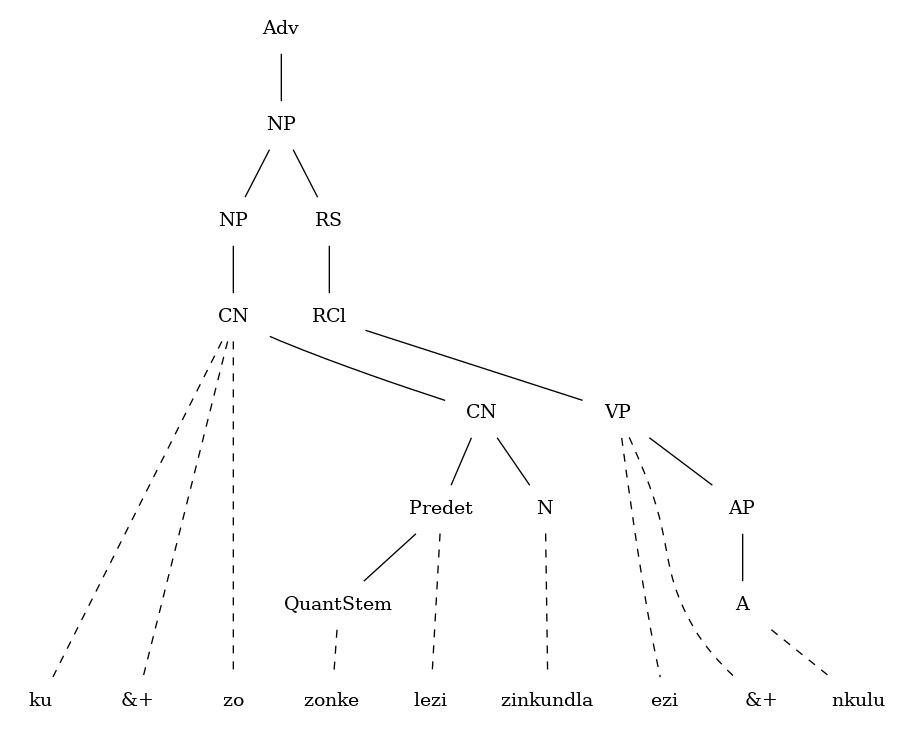 Adv
NP
NP RS
CN RCl
CN VP
Predet N AP
QuantStem A
ku &+ zo zonke lezi zinkundla ezi &+ nkulu